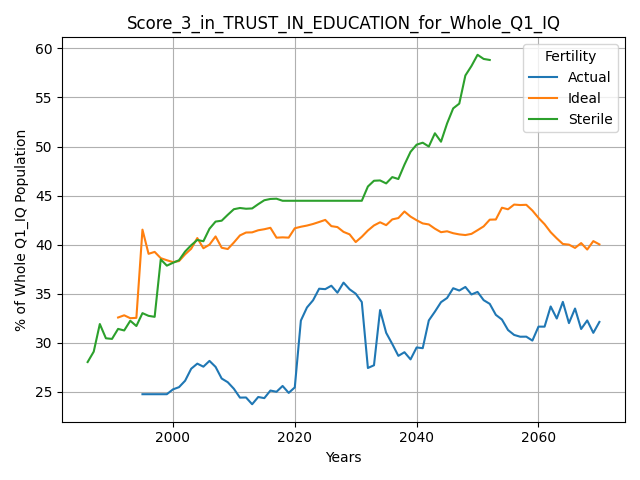 Score_3_in_TRUST_IN_EDUCATION_for_Whole_Q1_IQ
% of Whole Q1_IQ Population
60
55
50
45
40
35
30
25
Fertility
Actual
Ideal
Sterile
2000
2020
2040
2060
Years